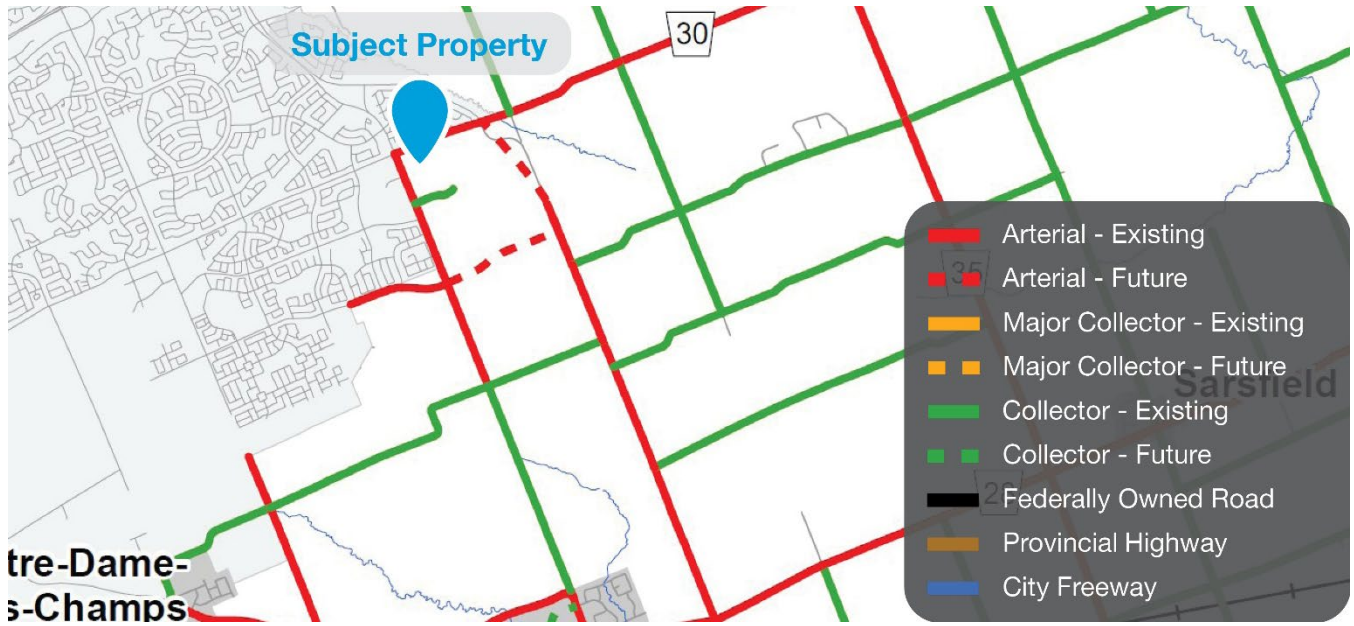 30
Subject Property
Arterial - Existing
35
Arterial - Future
Major Collector - Existing
Major Collector - Future
Sarsfield
Collector - Existing
Collector - Future
Federally Owned Road
Provincial Highway
City Freeway
tre-Dame-
s-Champs